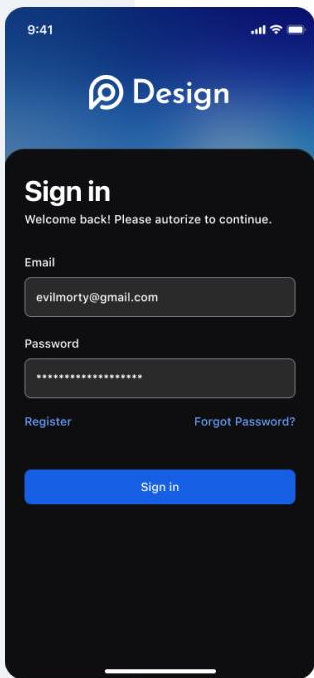 9:41
Design
Sign in
Welcome back! Please autorize to continue.
Email
evilmorty@gmail.com
Password
*******************
Register Forgot Password?
Sign in